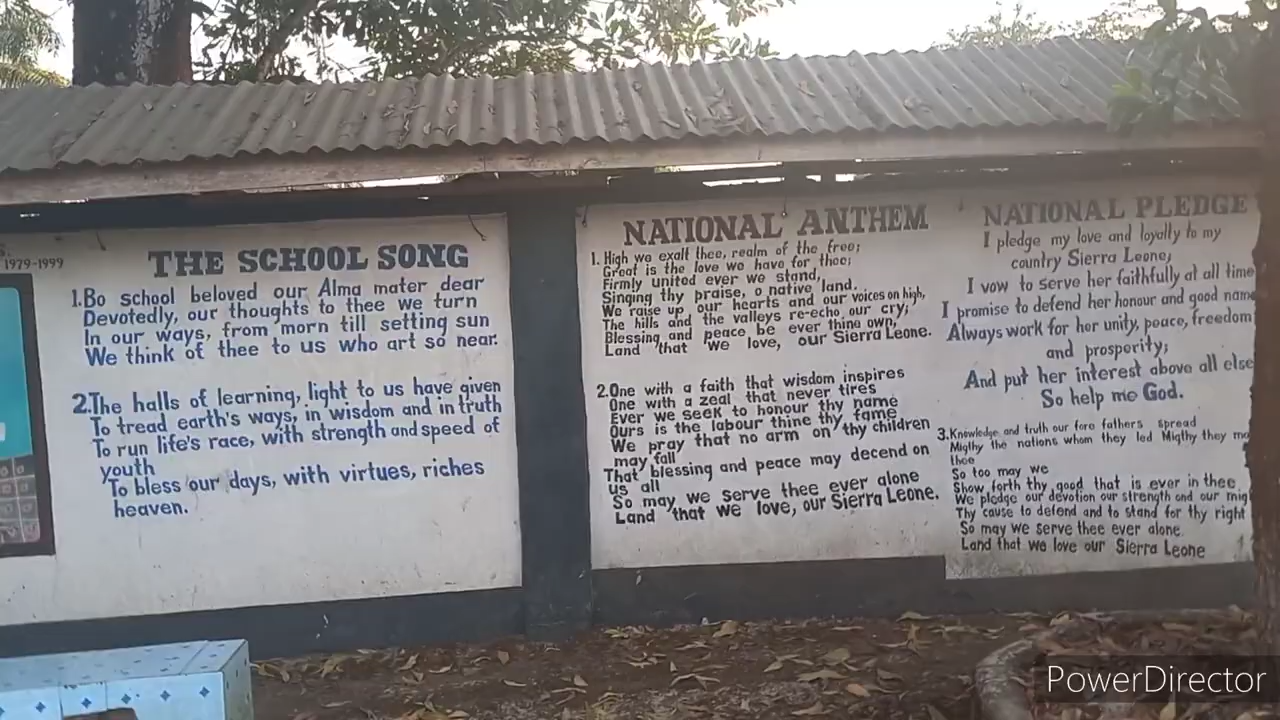 1979-1999
THE SCHOOL SONG
1.Bo school beloved our Alma mater dear
Devotedly, our thoughts to thee we turn
In our ways, from morn till setting sun
We think of thee to us who art so near.
2.The halls of learning, light to us have given
To tread earth's ways, in wisdom and in truth
To run life's race, with strength and speed of
youth
To bless our days, with virtues, riches
heaven.
NATIONAL ANTHEM
1. High we exalt thee, realm of the free;
Great is the love we have for thee;
Firmly united ever we stand,
Singing thy praise, o native land.
We raise up our hearts and our voices on high,
The hills and the valleys re-echo our cry;
Blessing and peace be ever thine own,
Land that we love, our Sierra Leone.
2.One with a faith that wisdom inspires
One with a zeal that never tires
Ever we seek to honour thy name
Ours is the labour thine thy fame
We pray that no arm on thy children
may fall
That blessing and peace may decend on
us all
So may we serve thee ever alone
Land that we love, our Sierra Leone.
NATIONAL PLEDGE
I pledge my love and loyalty to my
country Sierra Leone;
I vow to serve her faithfully at all time
I promise to defend her honour and good name
Always work for her unity, peace, freedom
and prosperity;
And put her interest above all else
So help me God.
3.Knowledge and truth our fore fathers spread
Migthy the nations whom they led Migthy they
thee
So too may we
Show forth thy good that is ever in thee
We pledge our devotion our strength and our
Thy cause to defend and to stand for thy right
So may we serve thee ever alone
Land that we love our Sierra Leone
PowerDirector